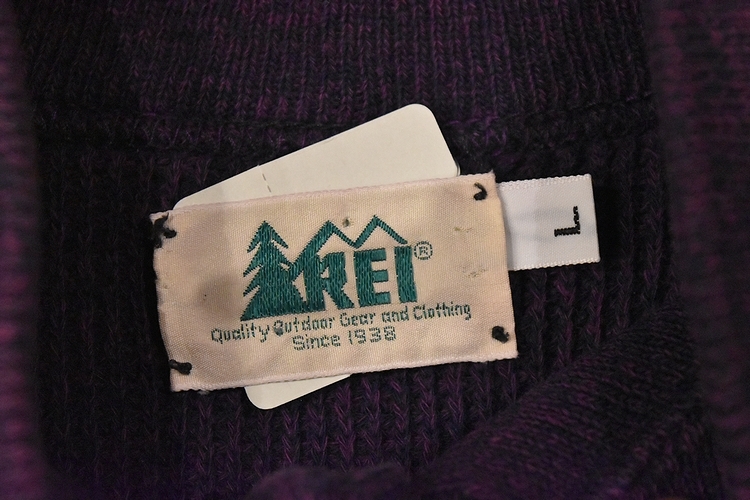 REI®
Quality Outdoor Gear and Clothing
Since 1938
L